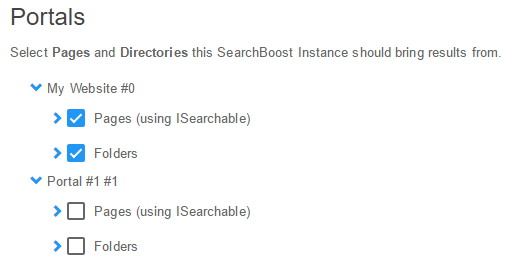 Portals
Select Pages and Directories this SearchBoost Instance should bring results from.
My Website #0
Pages (using ISearchable)
Folders
Portal #1 #1
Pages (using ISearchable)
Folders